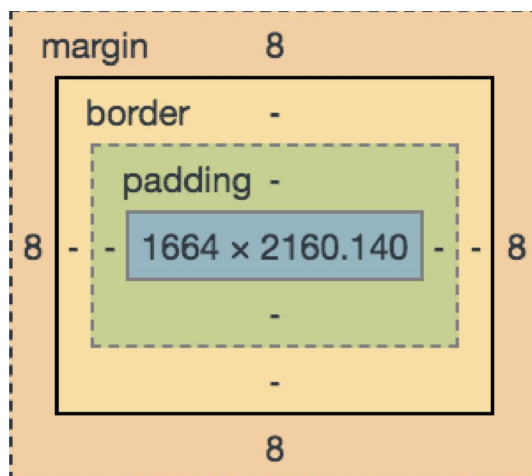 margin 8
border -
padding -
8 - - 1664 × 2160.140 - - 8
-
-
8